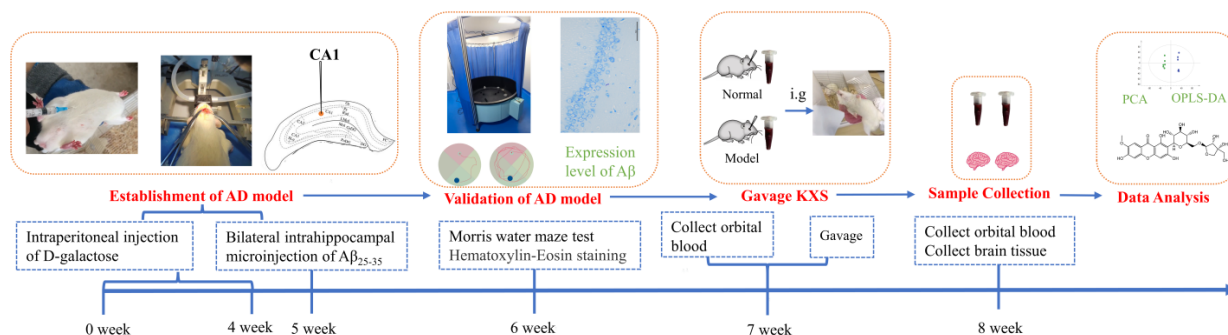 CA1
Normal
Model
i.g
Expression
level of Aβ
PCA
OPLS-DA
Establishment of AD model
Validation of AD model
Gavage KXS
Sample Collection
Data Analysis
Intraperitoneal injection
of D-galactose
Bilateral intrahippocampal
microinjection of Aβ25-35
Morris water maze test
Hematoxylin-Eosin staining
Collect orbital
blood
Gavage
Collect orbital blood
Collect brain tissue
0 week
4 week
5 week
6 week
7 week
8 week